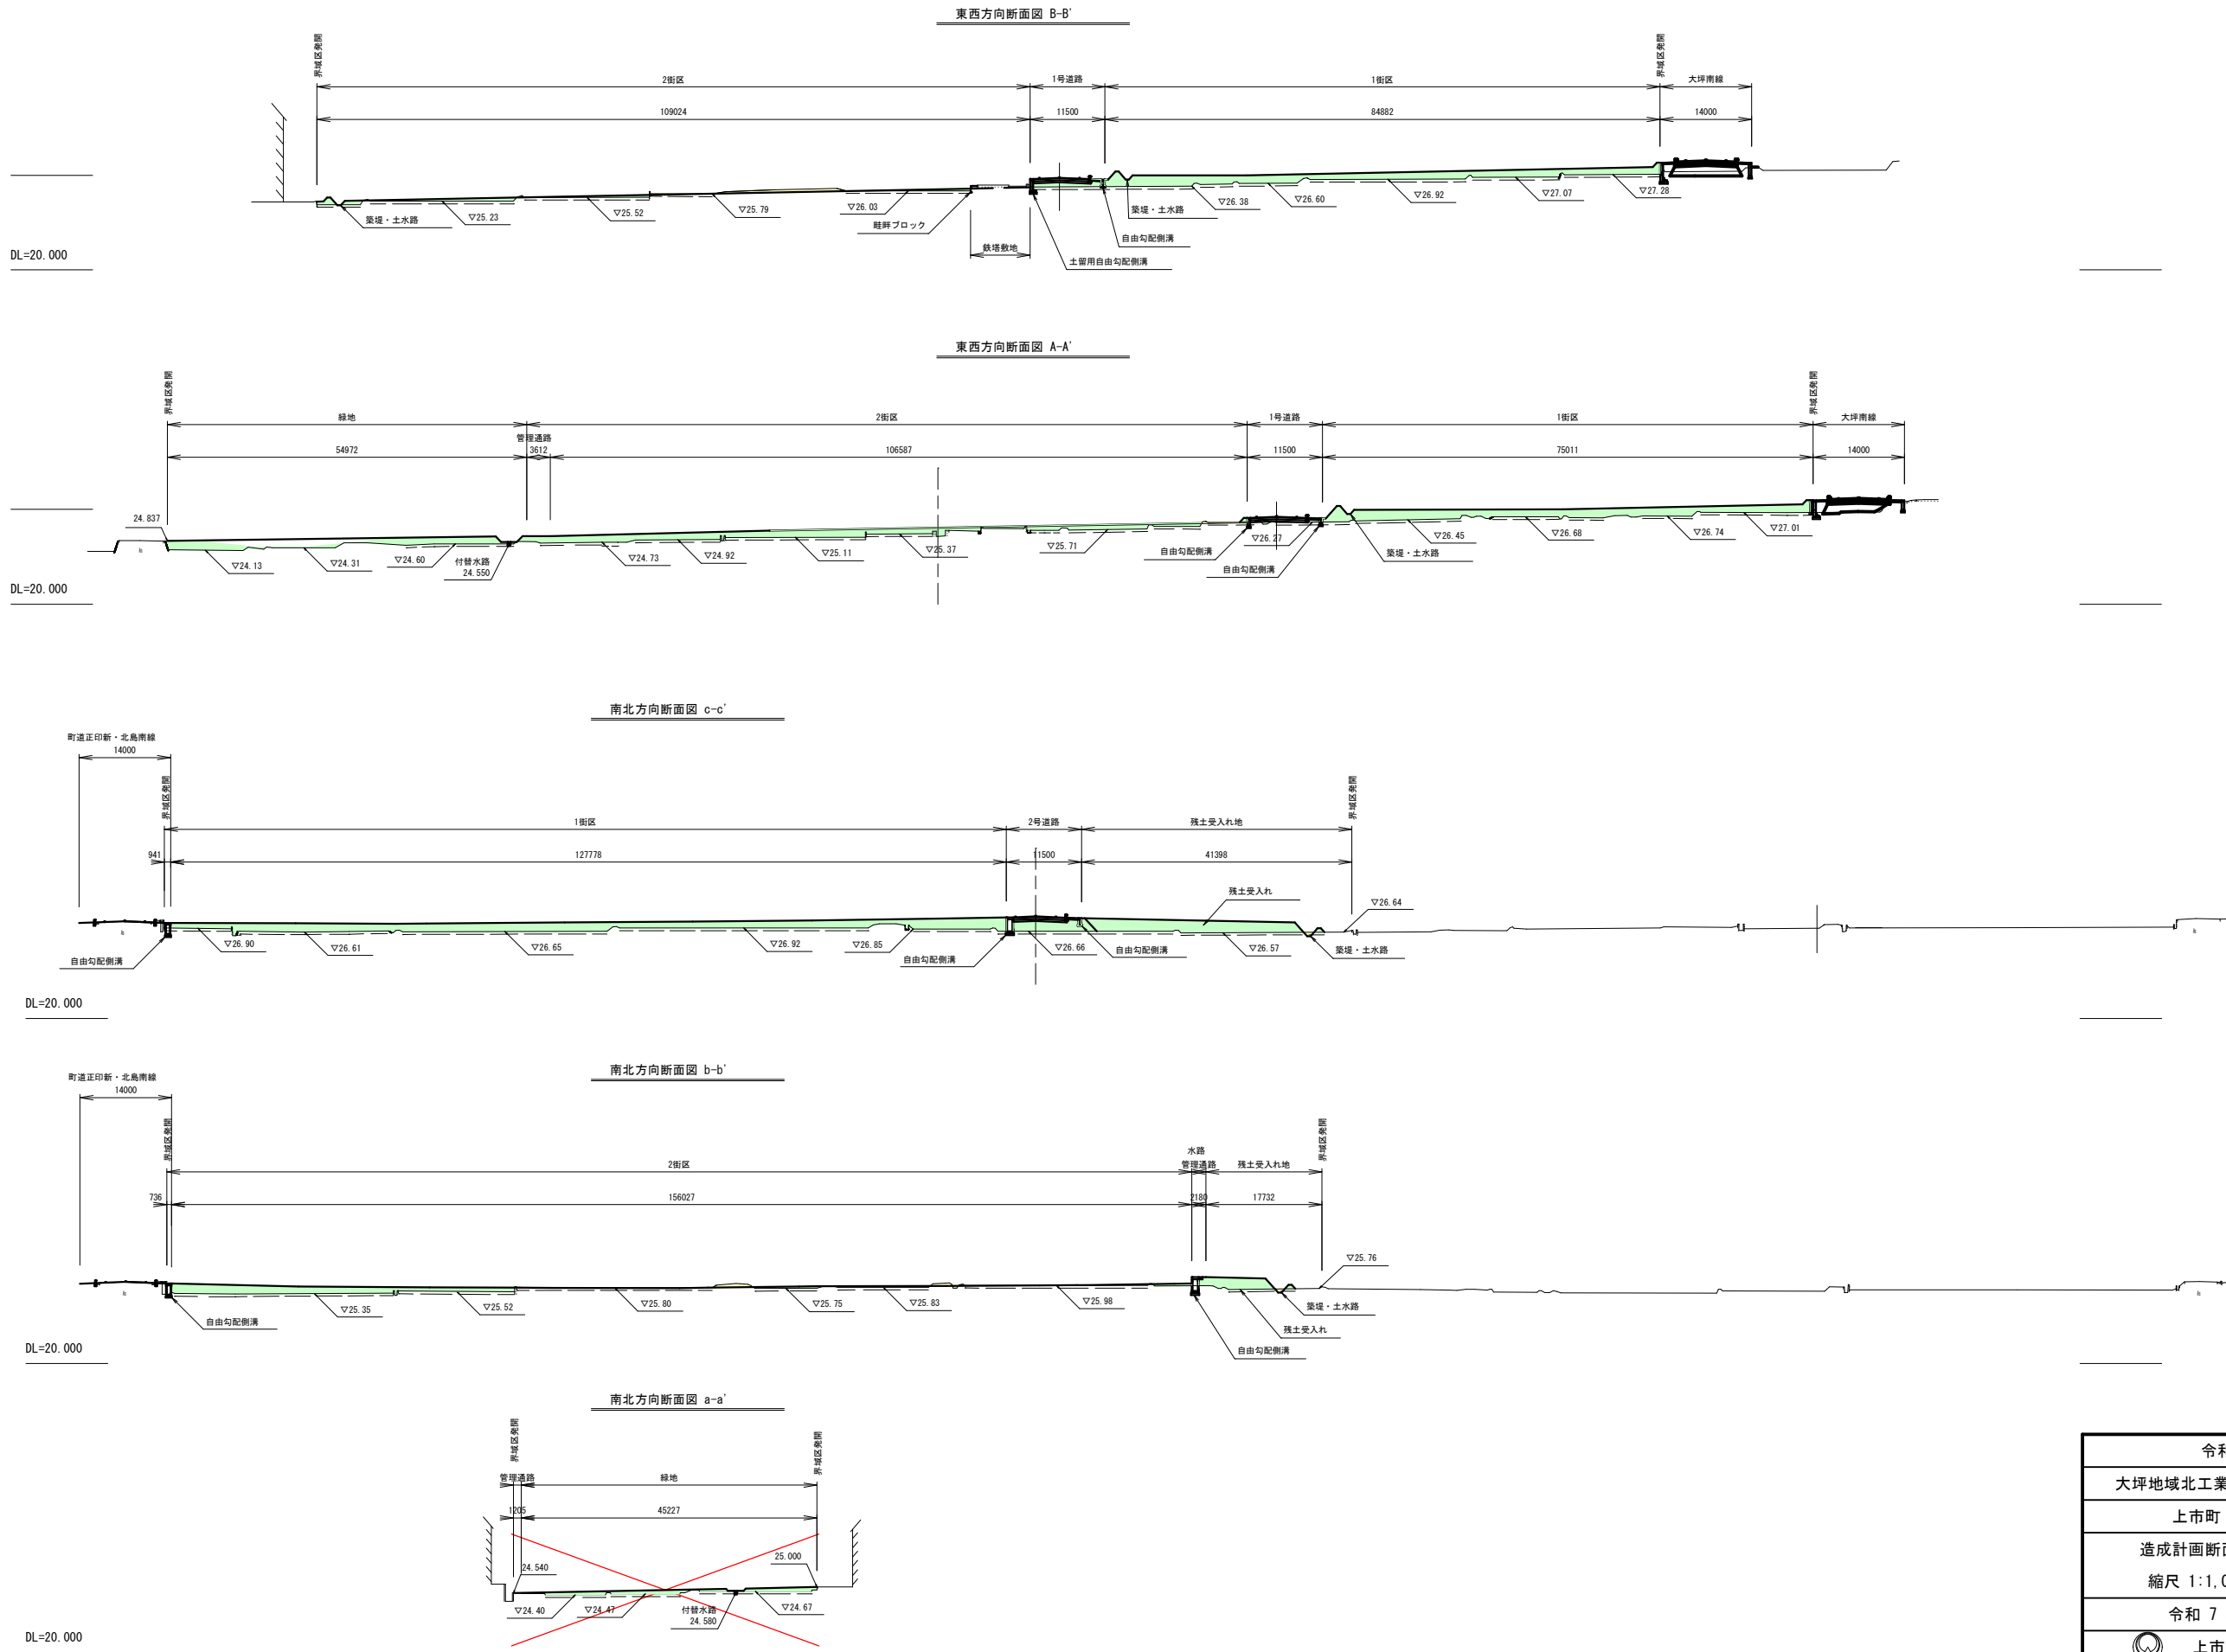 東西方向断面図 B-B'
開発区域界
開発区域界
2街区
1号道路
1街区
大坪南線
109024
11500
84882
14000
築堤・土水路
▽25.23
▽25.52
▽25.79
▽26.03
畦畔ブロック
鉄塔敷地
土留用自由勾配側溝
自由勾配側溝
築堤・土水路
▽26.38
▽26.60
▽26.92
▽27.07
▽27.28
DL=20.000
東西方向断面図 A-A'
開発区域界
開発区域界
緑地
2街区
1号道路
1街区
大坪南線
管理通路
54972
3612
106587
11500
75011
14000
24.837
▽24.13
▽24.31
▽24.60
付替水路
24.550
▽24.73
▽24.92
▽25.11
▽25.37
▽25.71
自由勾配側溝
▽26.27
自由勾配側溝
築堤・土水路
▽26.45
▽26.68
▽26.74
▽27.01
DL=20.000
南北方向断面図 c-c'
町道正印新・北島南線
14000
開発区域界
開発区域界
1街区
2号道路
残土受入れ地
941
127778
11500
41398
残土受入れ
▽26.64
▽26.90
▽26.61
▽26.65
▽26.92
▽26.85
▽26.66
▽26.57
自由勾配側溝
自由勾配側溝
自由勾配側溝
築堤・土水路
DL=20.000
南北方向断面図 b-b'
町道正印新・北島南線
14000
開発区域界
開発区域界
水路
2街区
管理通路
残土受入れ地
736
156027
2180
17732
▽25.76
▽25.35
▽25.52
▽25.80
▽25.75
▽25.83
▽25.98
自由勾配側溝
築堤・土水路
残土受入れ
自由勾配側溝
DL=20.000
南北方向断面図 a-a'
開発区域界
開発区域界
管理通路
緑地
1205
45227
24.540
25.000
▽24.40
▽24.47
付替水路
24.580
▽24.67
DL=20.000
令和
大坪地域北工業
上市町
造成計画断面
縮尺 1:1,0
令和 7
上市